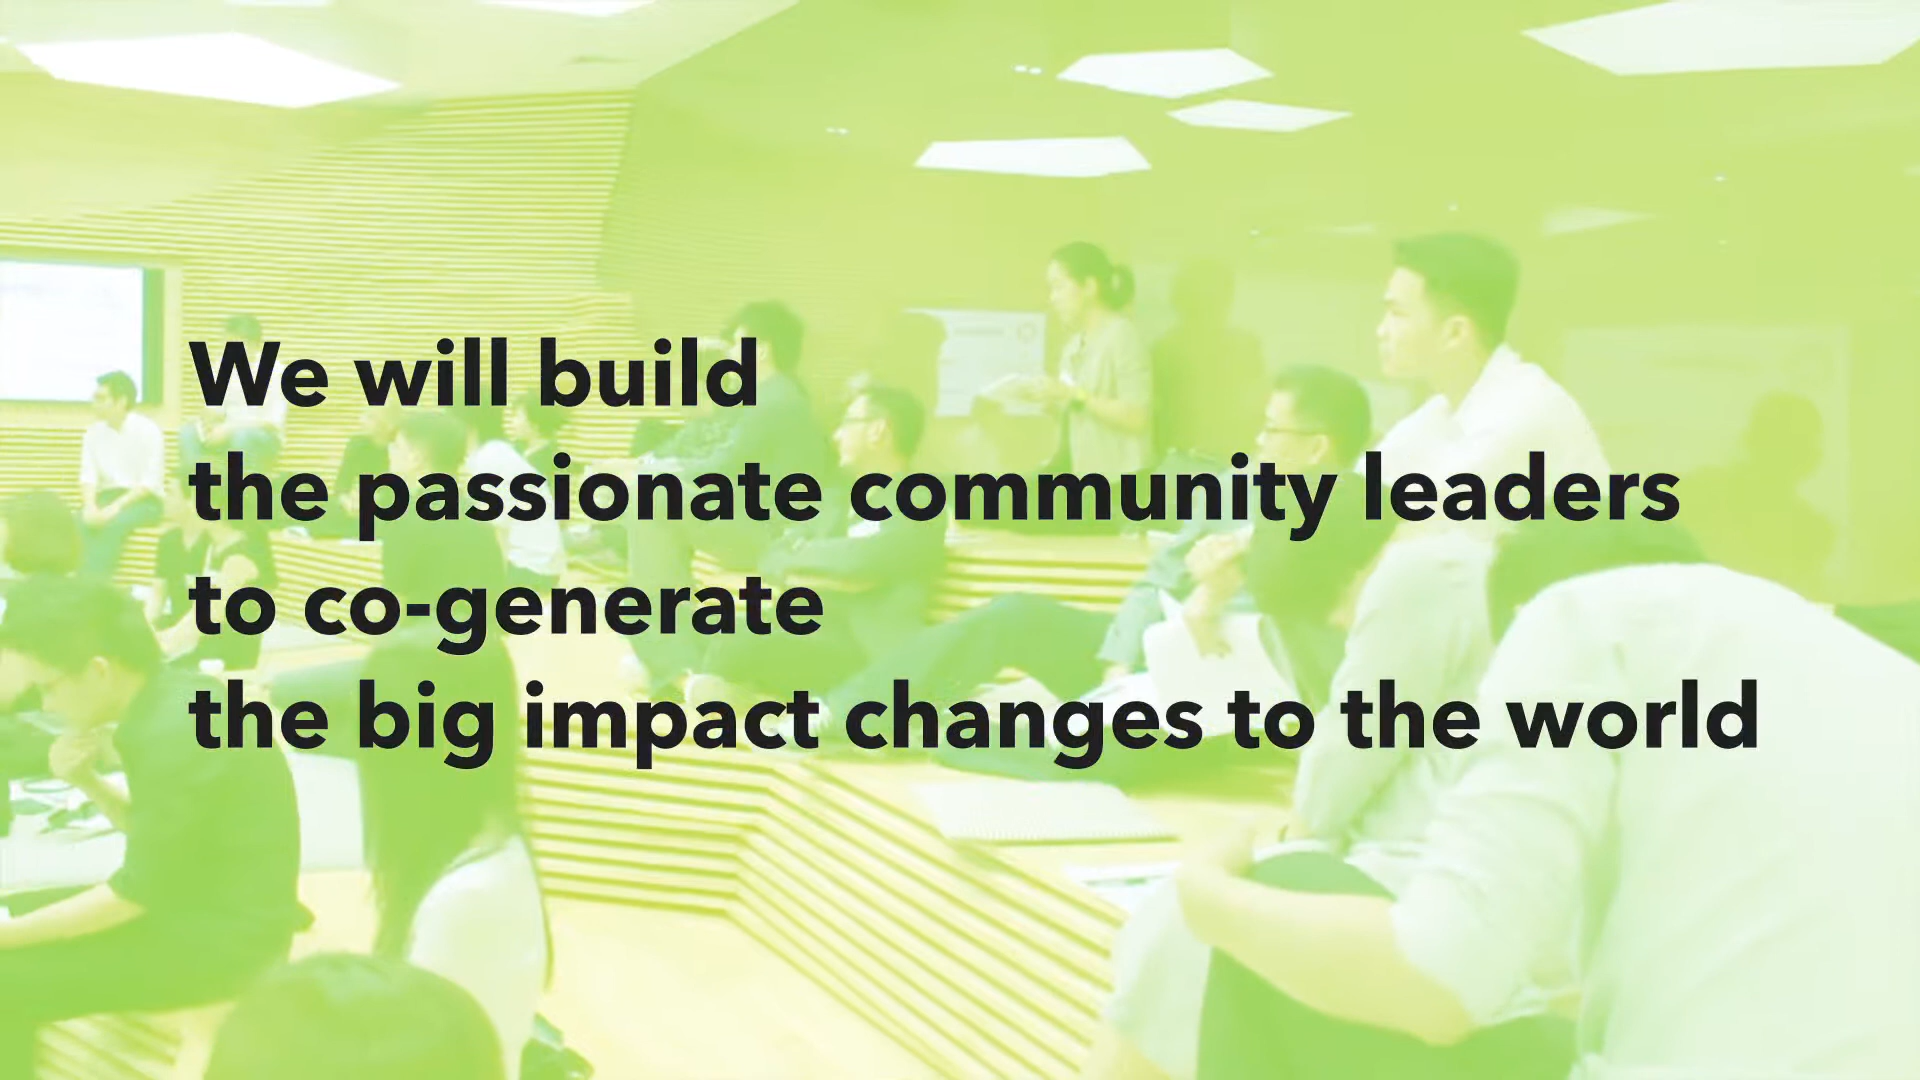 We will build
the passionate community leaders
to co-generate
the big impact changes to the world